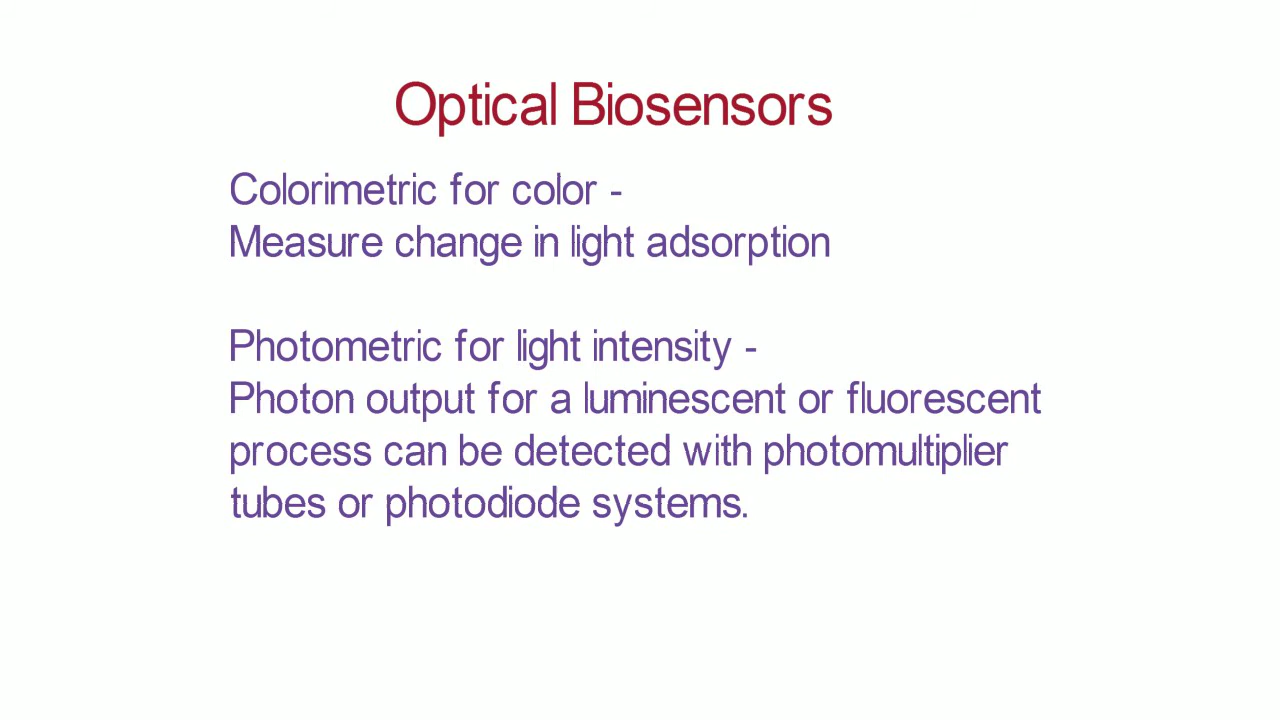 Optical Biosensors
Colorimetric for color -
Measure change in light adsorption
Photometric for light intensity -
Photon output for a luminescent or fluorescent
process can be detected with photomultiplier
tubes or photodiode systems.